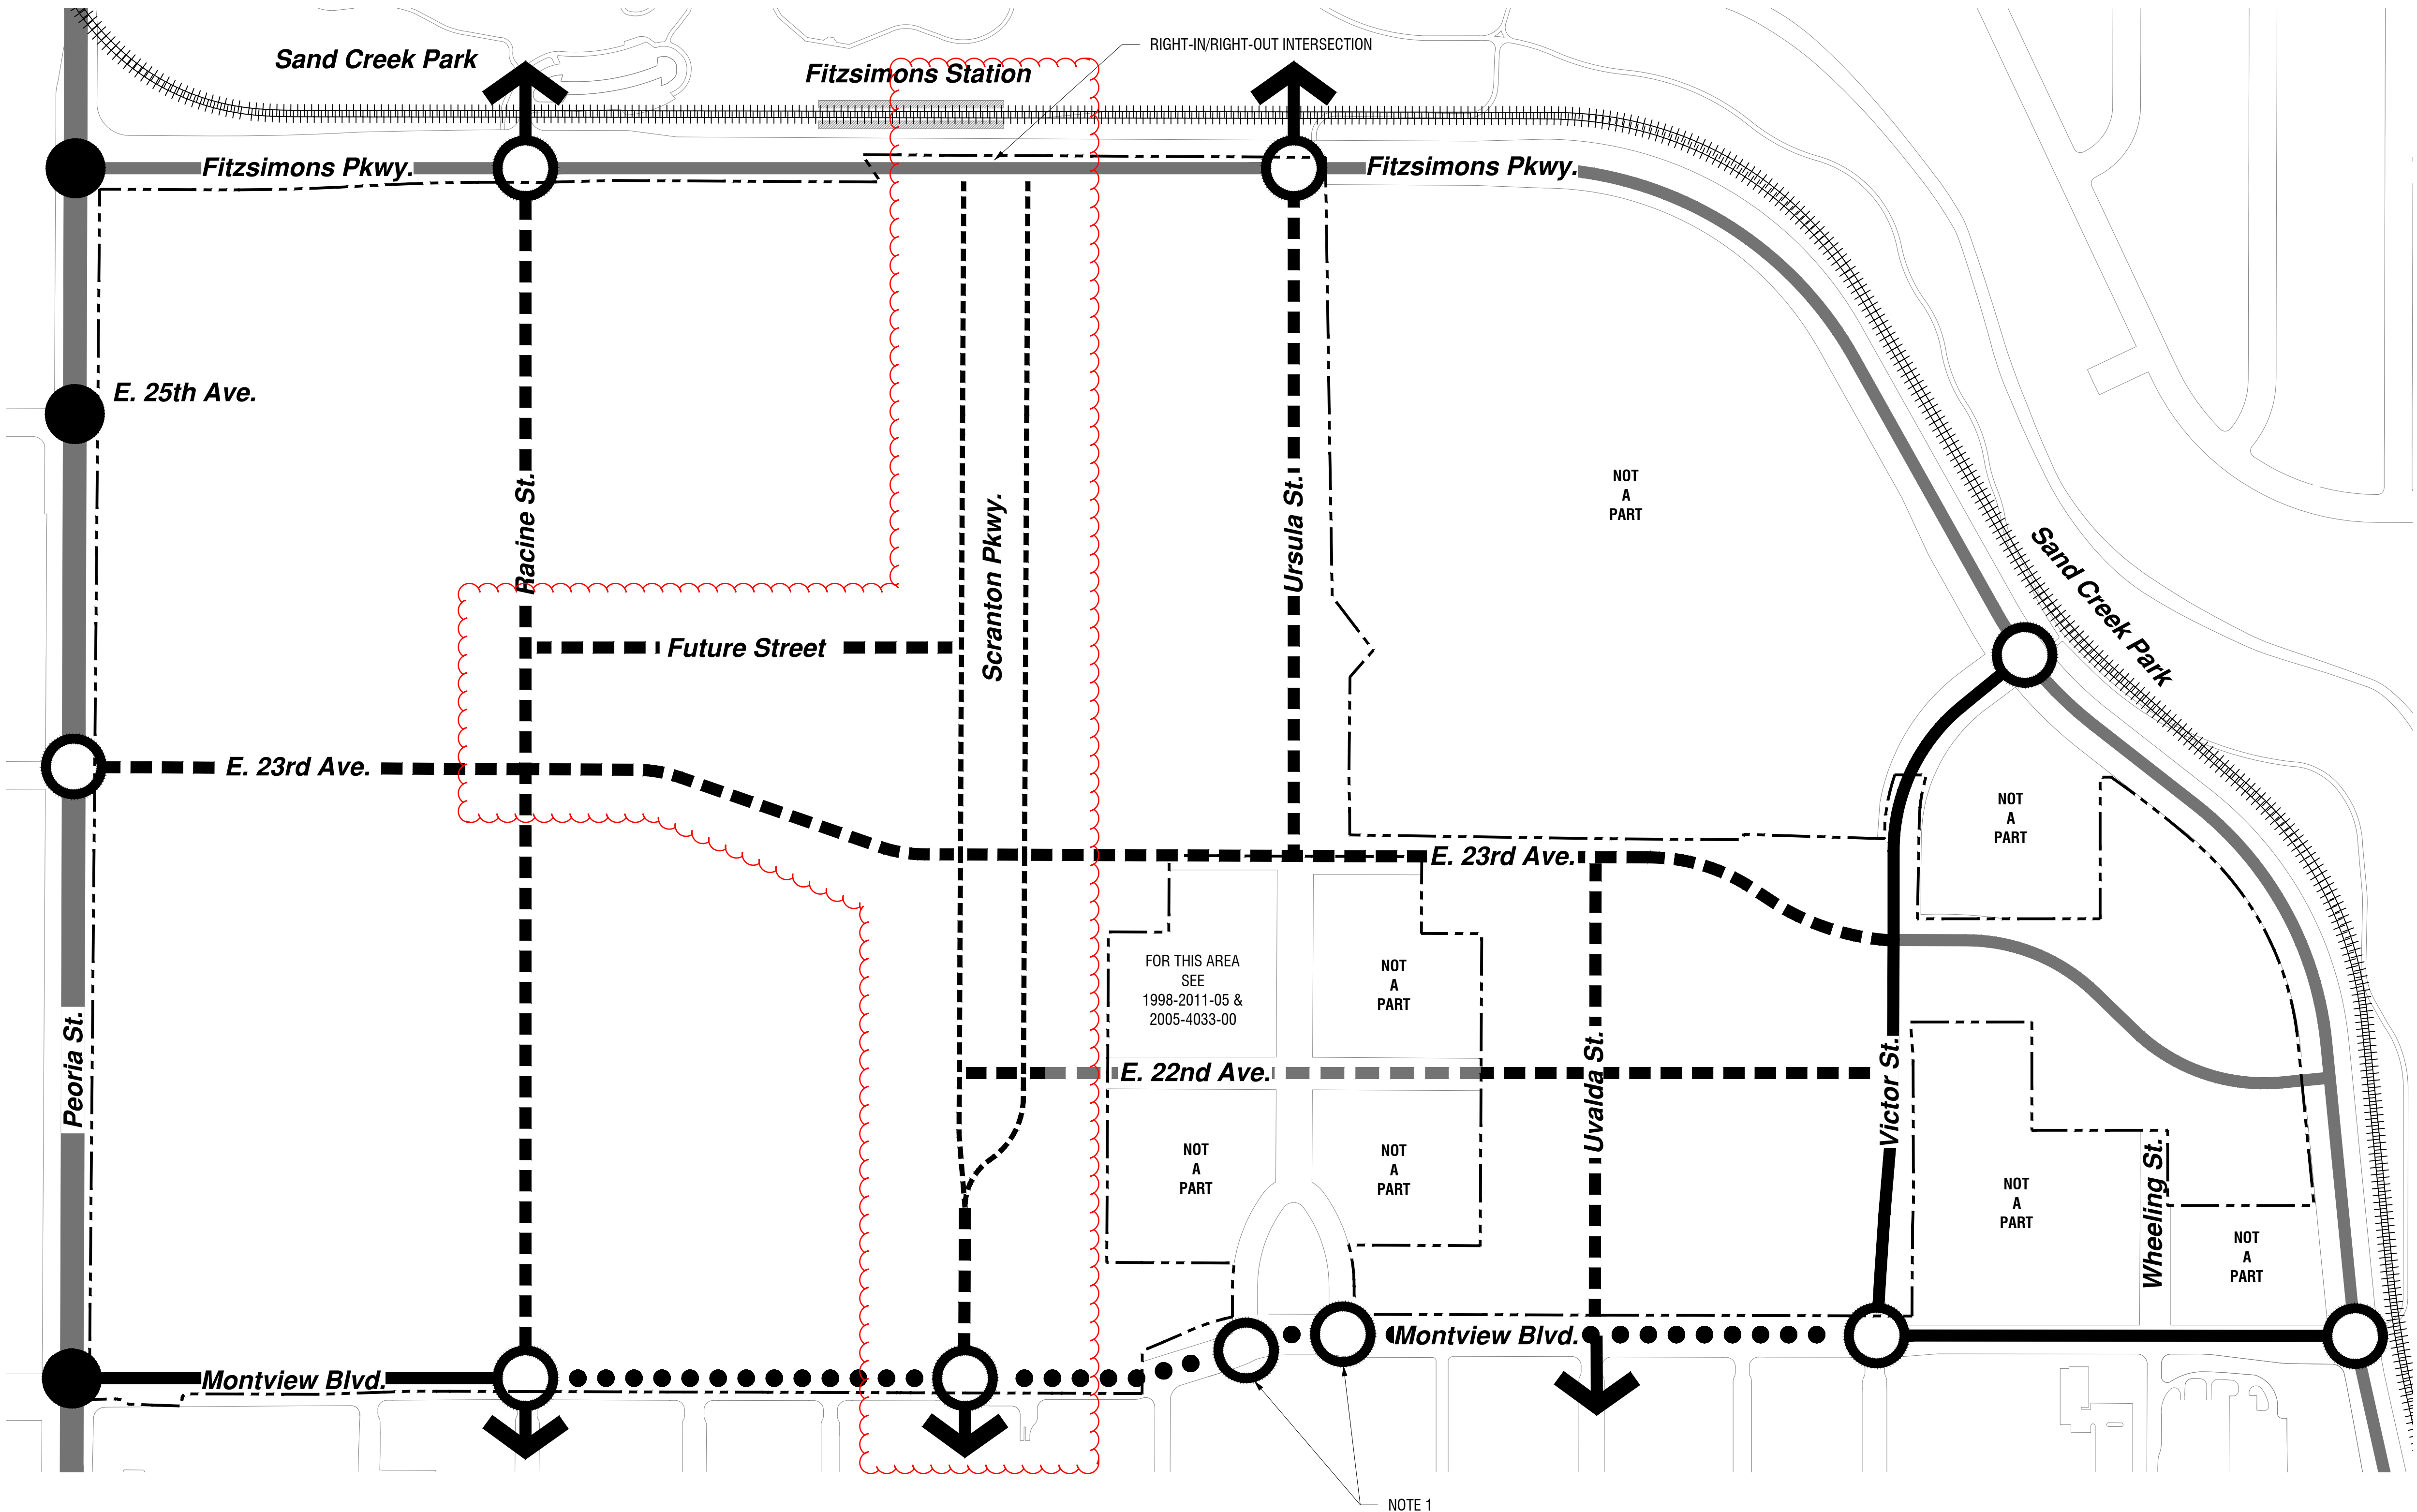 RIGHT-IN/RIGHT-OUT INTERSECTION
Sand Creek Park
Fitzsimons Station
Fitzsimons Pkwy.
Fitzsimons Pkwy.
E. 25th Ave.
Racine St.
Scranton Pkwy.
Ursula St.
NOT
A
PART
Sand Creek Park
Future Street
E. 23rd Ave.
E. 23rd Ave.
NOT
A
PART
FOR THIS AREA
SEE
1998-2011-05 &
2005-4033-00
NOT
A
PART
Peoria St.
E. 22nd Ave.
Uvalda St.
Victor St.
NOT
A
PART
NOT
A
PART
NOT
A
PART
Wheeling St.
NOT
A
PART
Montview Blvd.
Montview Blvd.
NOTE 1